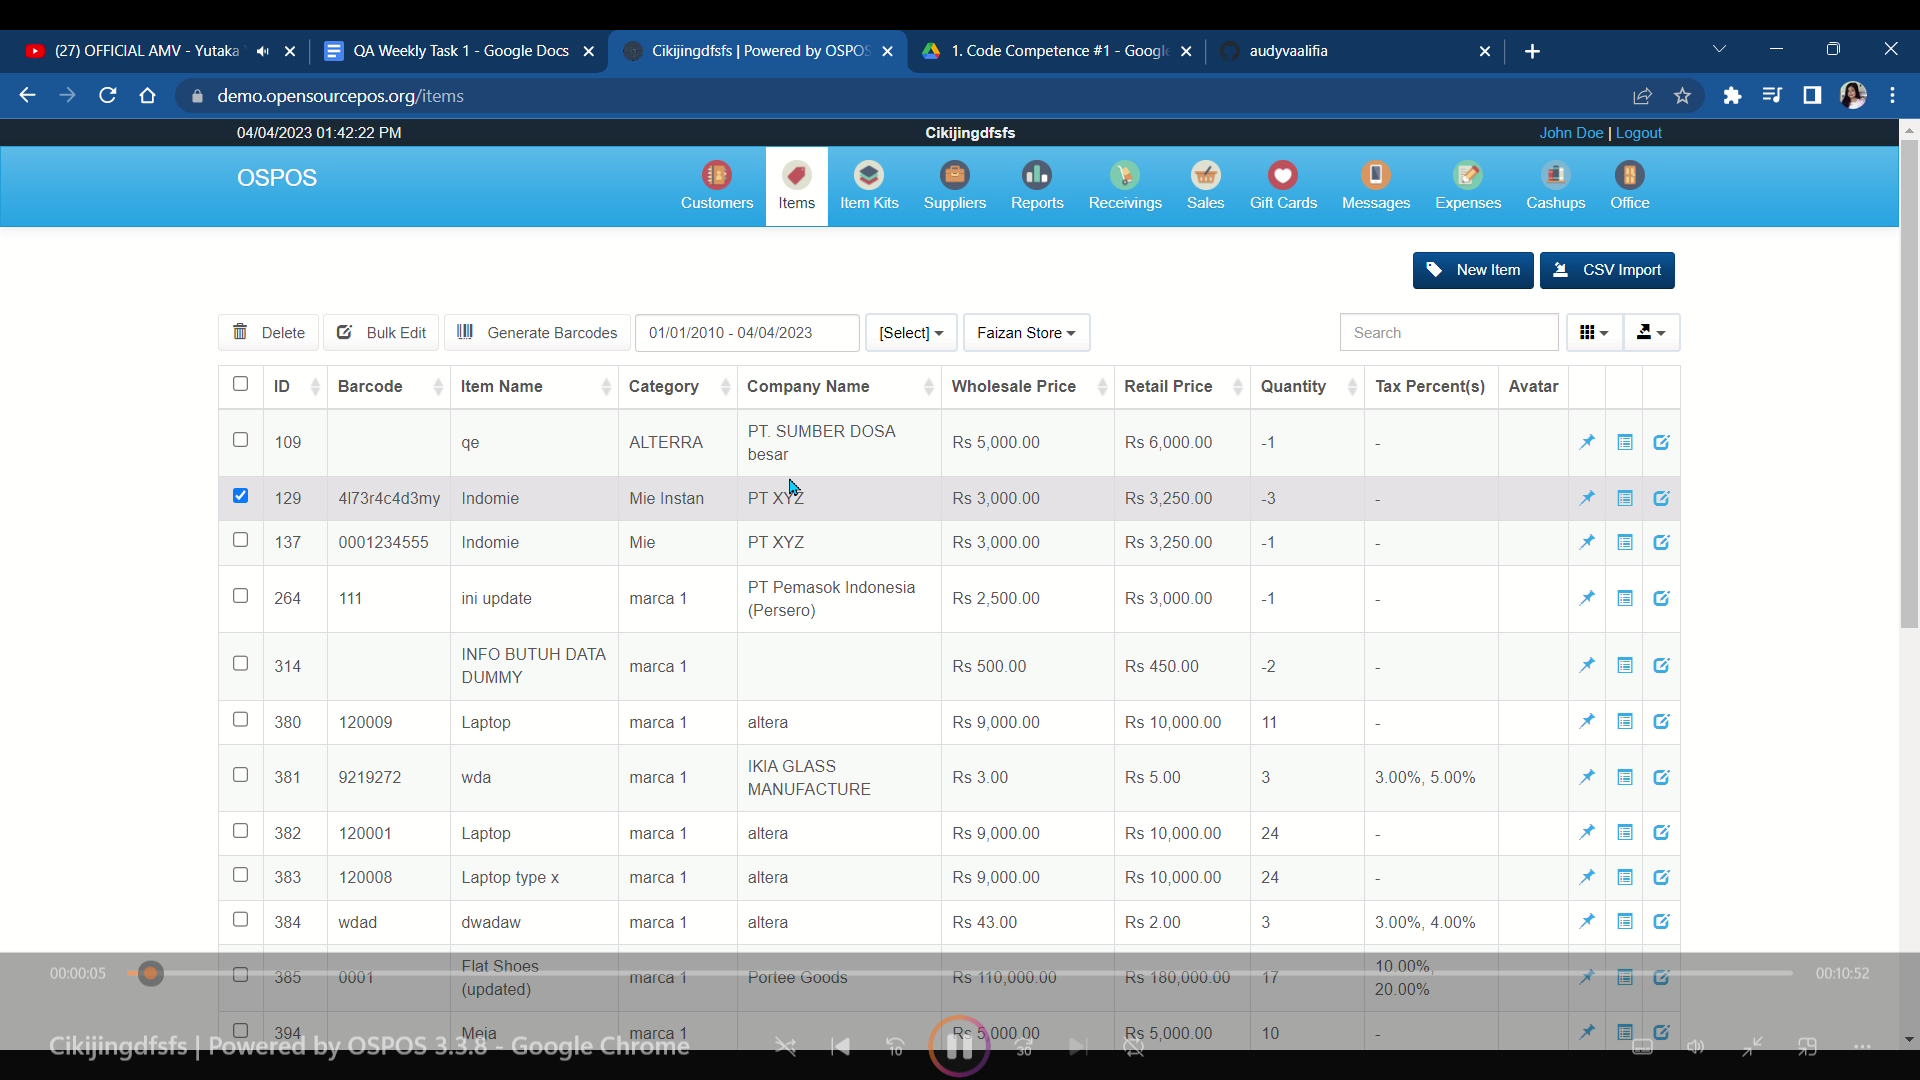 (27) OFFICIAL AMV - Yutaka
QA Weekly Task 1 - Google Docs
Cikijingdfsfs | Powered by OSPOS
1. Code Competence #1 - Google
audyvaalifia
demo.opensourcepos.org/items
04/04/2023 01:42:22 PM
Cikijingdfsfs
John Doe | Logout
OSPOS
Customers
Items
Item Kits
Suppliers
Reports
Receivings
Sales
Gift Cards
Messages
Expenses
Cashups
Office
New Item
CSV Import
Delete
Bulk Edit
Generate Barcodes
01/01/2010 - 04/04/2023
[Select]
Faizan Store
Search
ID Barcode Item Name Category Company Name Wholesale Price Retail Price Quantity Tax Percent(s) Avatar
109 qe ALTERRA PT. SUMBER DOSA besar Rs 5,000.00 Rs 6,000.00 -1 -
129 4l73r4c4d3my Indomie Mie Instan PT XYZ Rs 3,000.00 Rs 3,250.00 -3 -
137 0001234555 Indomie Mie PT XYZ Rs 3,000.00 Rs 3,250.00 -1 -
264 111 ini update marca 1 PT Pemasok Indonesia (Persero) Rs 2,500.00 Rs 3,000.00 -1 -
314 INFO BUTUH DATA DUMMY marca 1 Rs 500.00 Rs 450.00 -2 -
380 120009 Laptop marca 1 altera Rs 9,000.00 Rs 10,000.00 11 -
381 9219272 wda marca 1 IKIA GLASS MANUFACTURE Rs 3.00 Rs 5.00 3 3.00%, 5.00%
382 120001 Laptop marca 1 altera Rs 9,000.00 Rs 10,000.00 24 -
383 120008 Laptop type x marca 1 altera Rs 9,000.00 Rs 10,000.00 24 -
384 wdad dwadaw marca 1 altera Rs 43.00 Rs 2.00 3 3.00%, 4.00%
385 0001 Flat Shoes (updated) marca 1 Portee Goods Rs 110,000.00 Rs 180,000.00 17 10.00%, 20.00%
394 Meja marca 1 Rs 5,000.00 Rs 5,000.00 10 -
00:00:05
00:10:52
Cikijingdfsfs | Powered by OSPOS 3.3.8 - Google Chrome
10
30